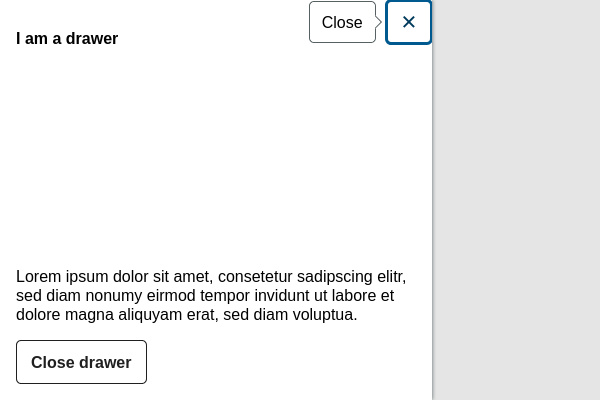 I am a drawer
Close
Lorem ipsum dolor sit amet, consetetur sadipscing elitr,
sed diam nonumy eirmod tempor invidunt ut labore et
dolore magna aliquyam erat, sed diam voluptua.
Close drawer